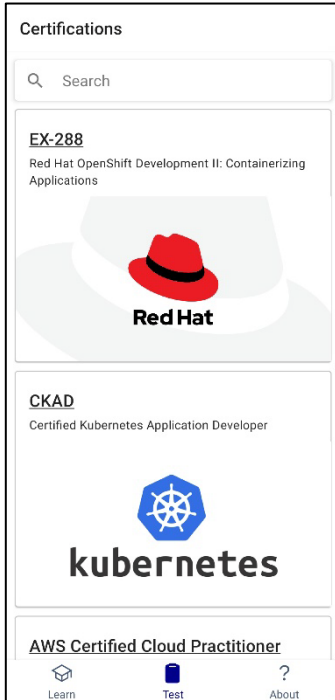 Certifications
Search
EX-288
Red Hat OpenShift Development II: Containerizing
Applications
Red Hat
CKAD
Certified Kubernetes Application Developer
kubernetes
AWS Certified Cloud Practitioner
Learn
Test
?
About